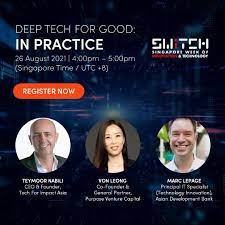 DEEP TECH FOR GOOD:
IN PRACTICE
26 August 2021 | 4:00pm – 5:00pm
(Singapore Time / UTC +8)
REGISTER NOW
SWITCH
SINGAPORE WEEK OF
INNOVATION & TECHNOLOGY
TEYMOOR NABILI
CEO & Founder,
Tech For Impact Asia
VON LEONG
Co-Founder &
General Partner,
Purpose Venture Capital
MARC LEPAGE
Principal IT Specialist
(Technology Innovation),
Asian Development Bank